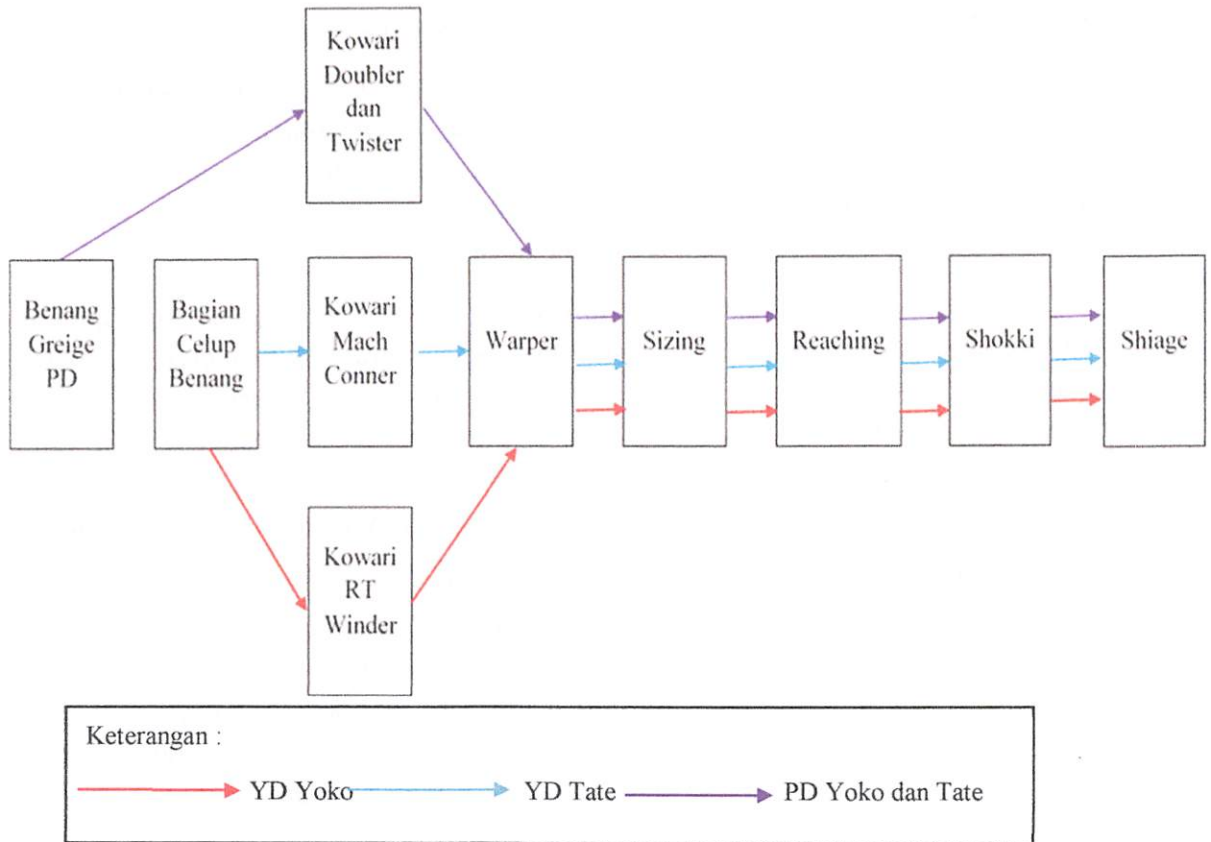 Kowari
Doubler
dan
Twister
Benang
Greige
PD
Bagian
Celup
Benang
Kowari
Mach
Conner
Warper
Sizing
Reaching
Shokki
Shiage
Kowari
RT
Winder
Keterangan :
YD Yoko
YD Tate
PD Yoko dan Tate